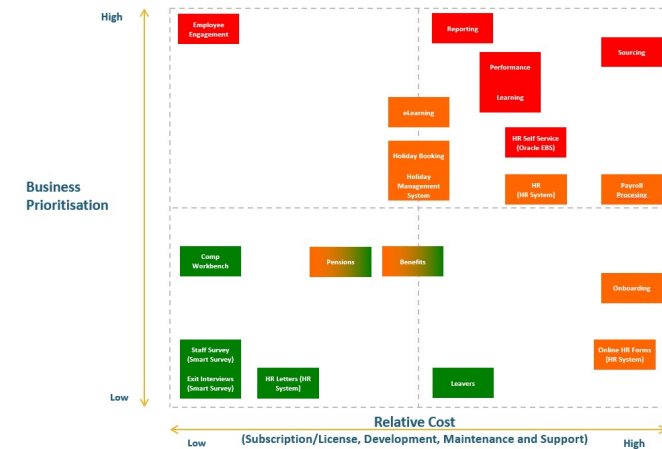 High
Employee
Engagement
Reporting
Sourcing
Performance
Learning
eLearning
HR Self Service
(Oracle EBS)
Holiday Booking
Holiday
Management
System
HR
(HR System)
Payroll
Procesing
Business
Prioritisation
Comp
Workbench
Pensions
Benefits
Onboarding
Staff Survey
(Smart Survey)
Exit Interviews
(Smart Survey)
HR Letters (HR
System)
Leavers
Online HR Forms
(HR System)
Low
Relative Cost
(Subscription/License, Development, Maintenance and Support)
Low
High